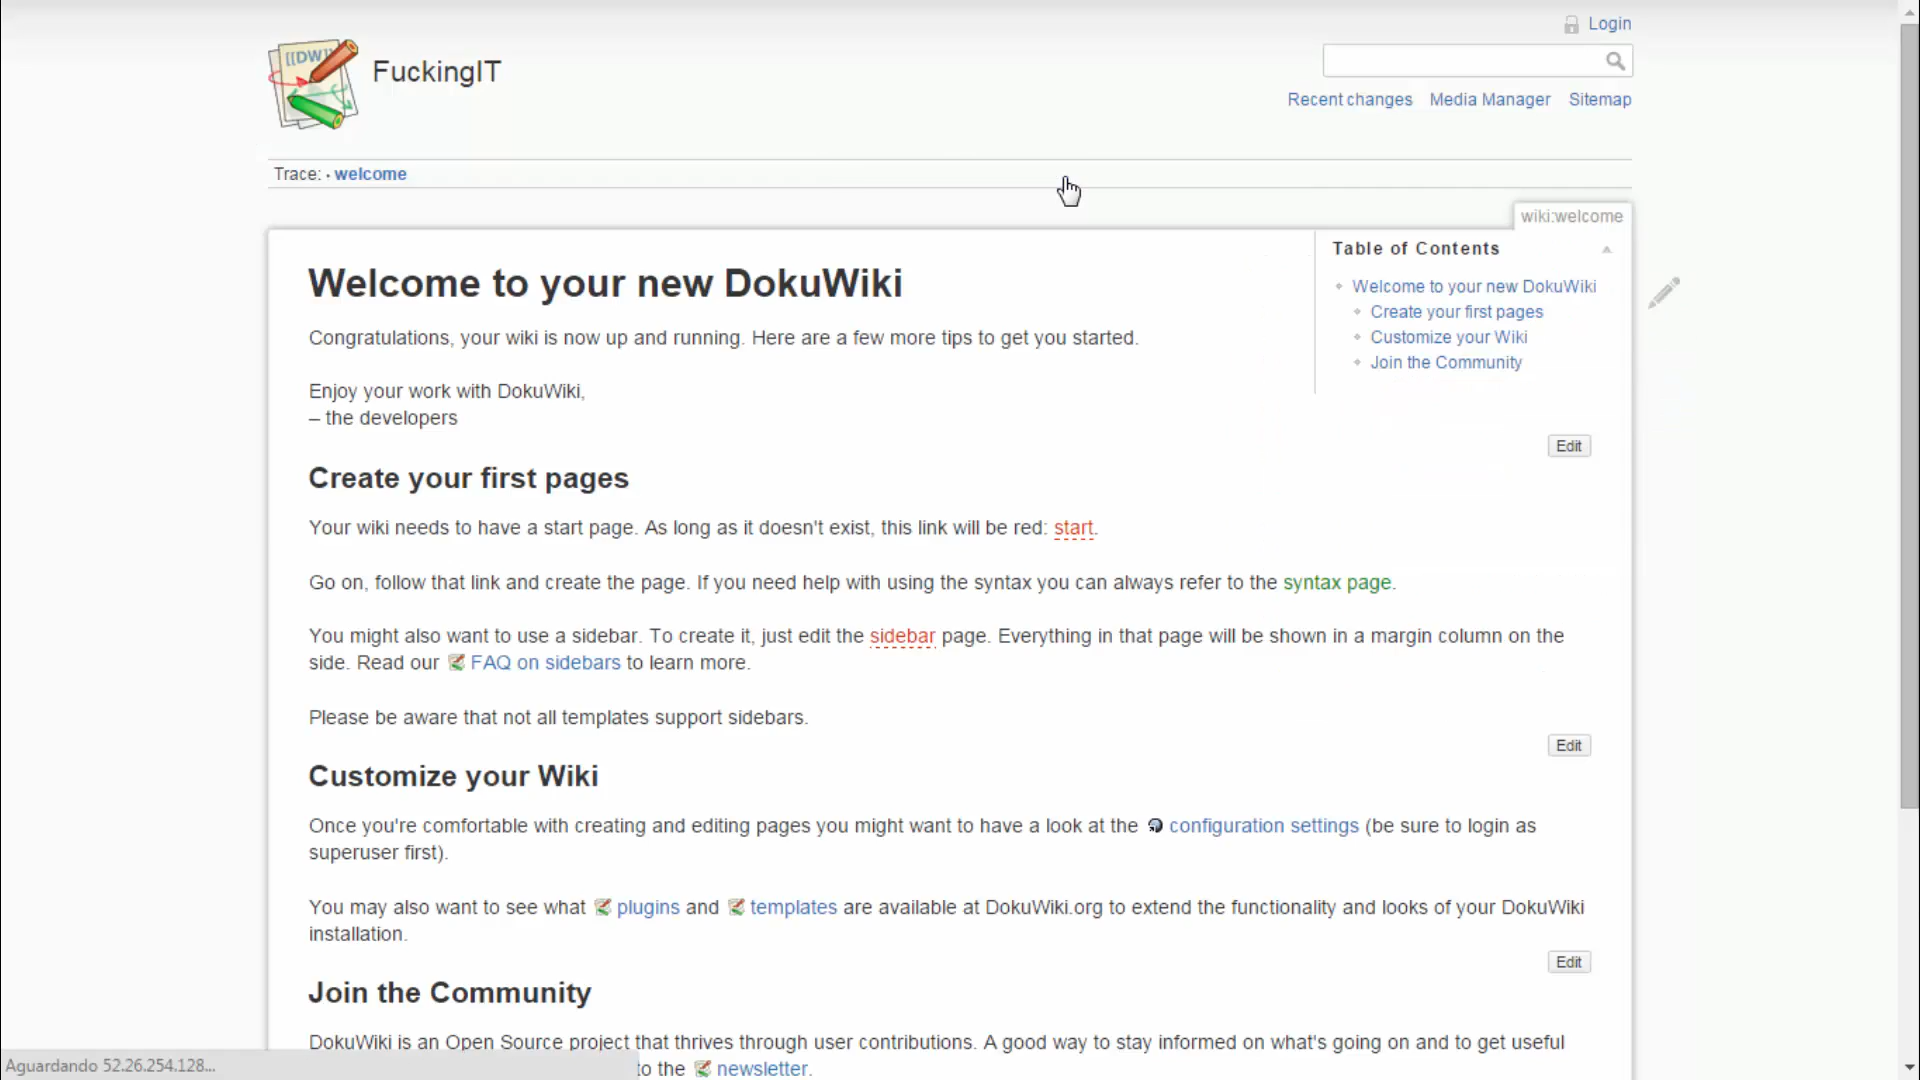 Login
[[DW]]
FuckingIT
Recent changes Media Manager Sitemap
Trace: • welcome
wiki:welcome
Table of Contents
Welcome to your new DokuWiki
Create your first pages
Customize your Wiki
Join the Community
Welcome to your new DokuWiki
Congratulations, your wiki is now up and running. Here are a few more tips to get you started.
Enjoy your work with DokuWiki,
– the developers
Edit
Create your first pages
Your wiki needs to have a start page. As long as it doesn't exist, this link will be red: start.
Go on, follow that link and create the page. If you need help with using the syntax you can always refer to the syntax page.
You might also want to use a sidebar. To create it, just edit the sidebar page. Everything in that page will be shown in a margin column on the
side. Read our FAQ on sidebars to learn more.
Please be aware that not all templates support sidebars.
Edit
Customize your Wiki
Once you're comfortable with creating and editing pages you might want to have a look at the configuration settings (be sure to login as
superuser first).
You may also want to see what plugins and templates are available at DokuWiki.org to extend the functionality and looks of your DokuWiki
installation.
Edit
Join the Community
DokuWiki is an Open Source project that thrives through user contributions. A good way to stay informed on what's going on and to get useful
to the newsletter.
Aguardando 52.26.254.128...